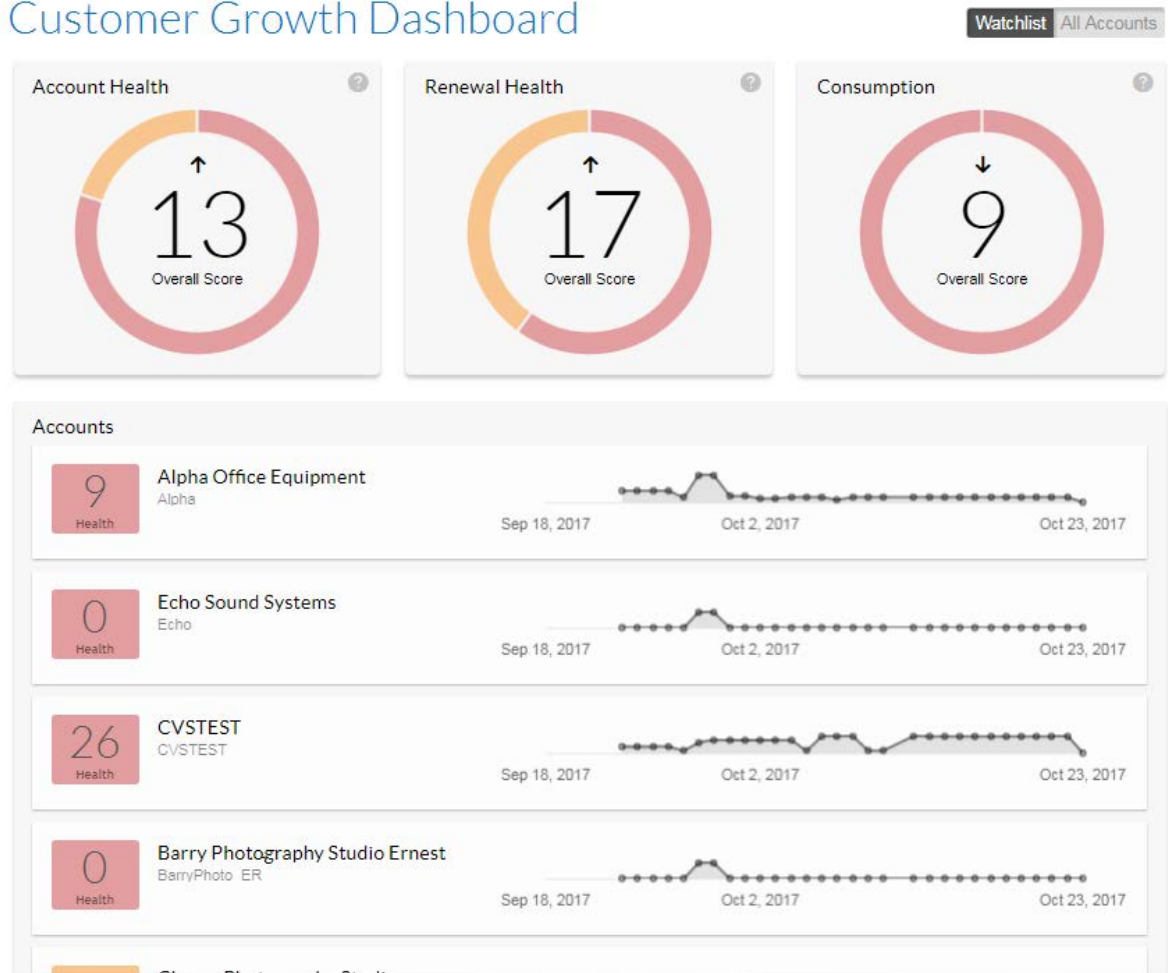 Customer Growth Dashboard
Watchlist All Accounts
Account Health ?
Renewal Health ?
Consumption ?
13
Overall Score
17
Overall Score
9
Overall Score
Accounts
9
Health
Alpha Office Equipment
Alpha
Sep 18, 2017 Oct 2, 2017 Oct 23, 2017
0
Health
Echo Sound Systems
Echo
Sep 18, 2017 Oct 2, 2017 Oct 23, 2017
26
Health
CVSTEST
CVSTEST
Sep 18, 2017 Oct 2, 2017 Oct 23, 2017
0
Health
Barry Photography Studio Ernest
BarryPhoto ER
Sep 18, 2017 Oct 2, 2017 Oct 23, 2017